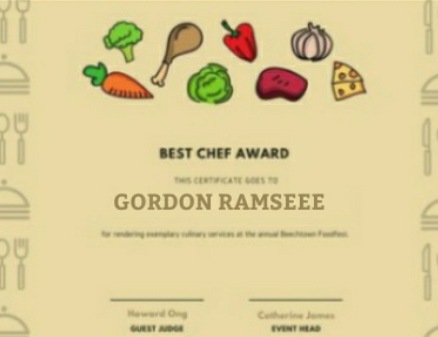 BEST CHEF AWARD
THIS CERTIFICATE GOES TO
GORDON RAMSEEE
for rendering exemplary culinary services at the annual Beechtown Foodfest.
Howard Ong Catherine James
GUEST JUDGE EVENT HEAD